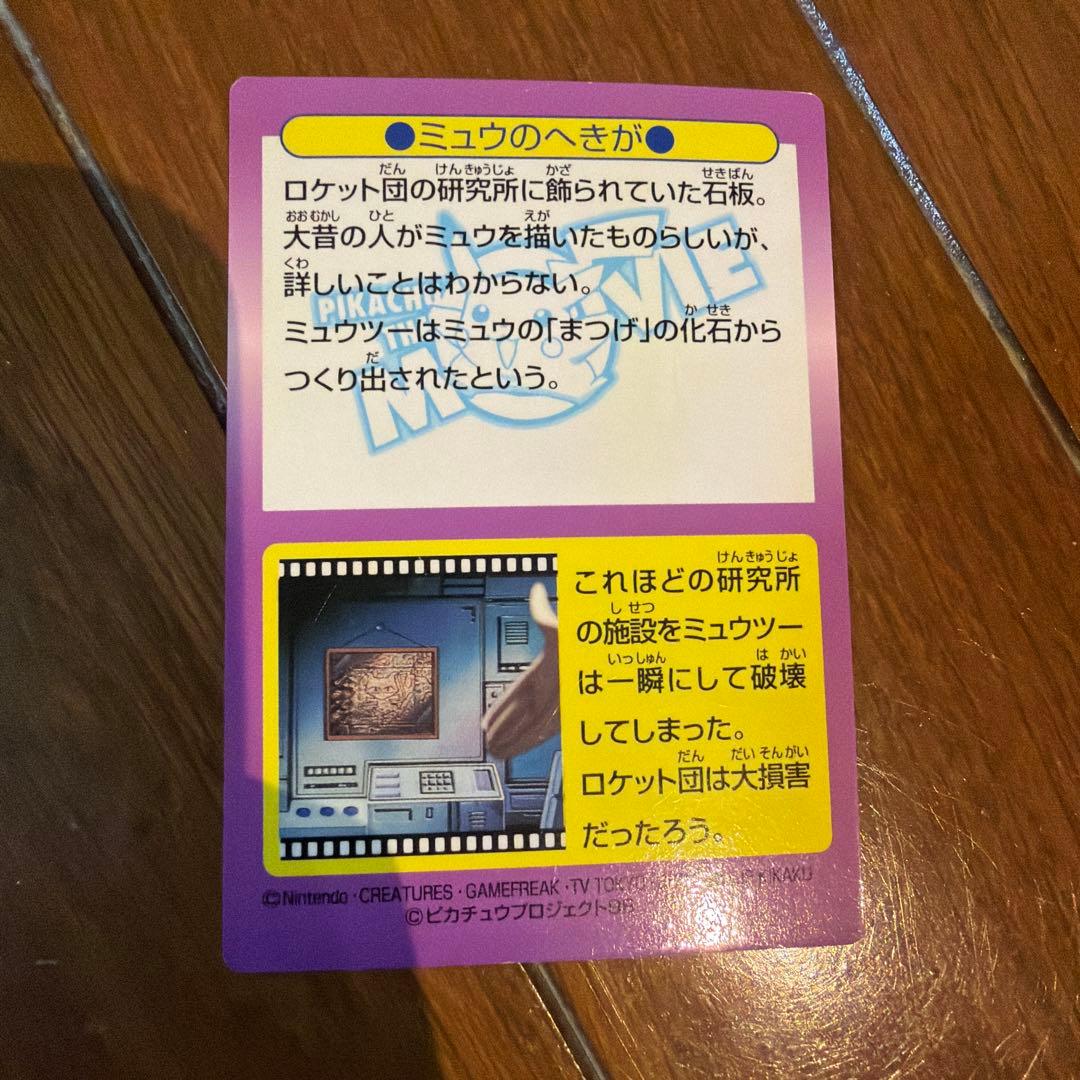 ●ミュウのへきが●
ロケット団の研究所に飾られていた石板。
大昔の人がミュウを描いたものらしいが、
詳しいことはわからない。
ミュウツーはミュウの「まつげ」の化石から
つくり出されたという。
PIKACHU
THE
MOVIE
これほどの研究所
の施設をミュウツー
は一瞬にして破壊
してしまった。
ロケット団は大損害
だったろう。
©Nintendo・CREATURES・GAMEFREAK・TV TOKYO KIKAKU
©ピカチュウプロジェクト98